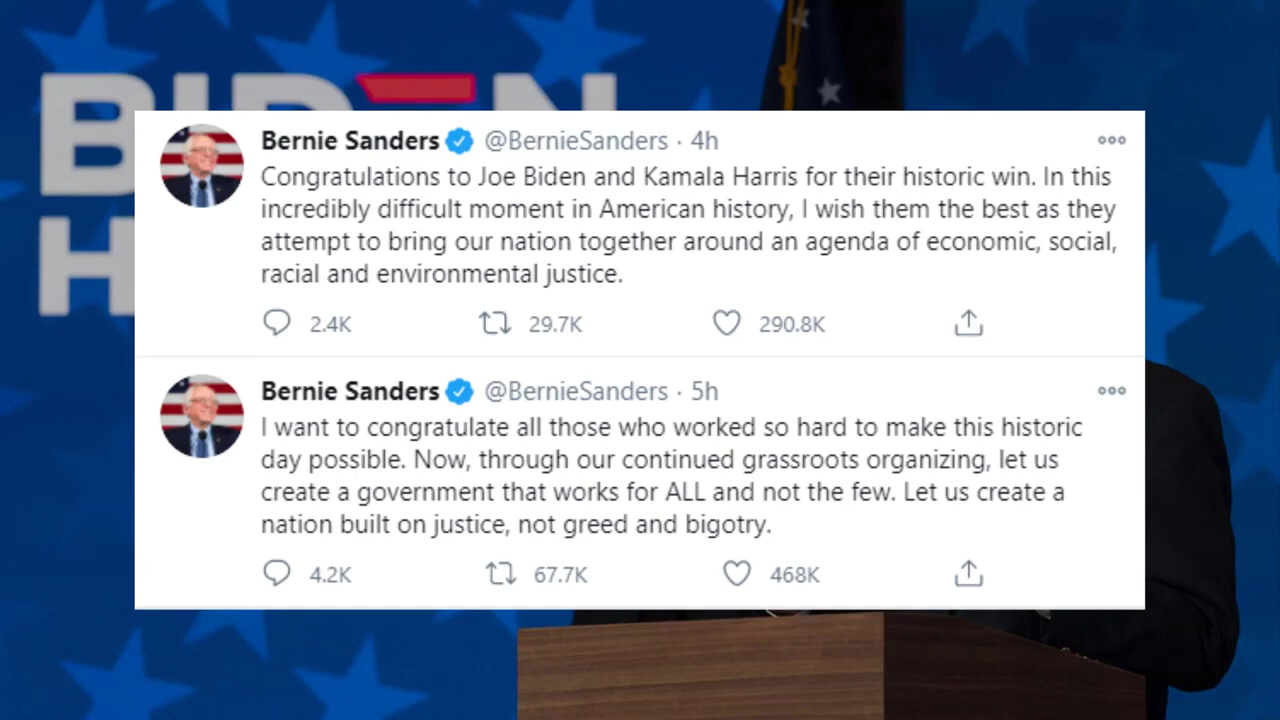 BIDEN
H
Bernie Sanders @BernieSanders · 4h
Congratulations to Joe Biden and Kamala Harris for their historic win. In this
incredibly difficult moment in American history, I wish them the best as they
attempt to bring our nation together around an agenda of economic, social,
racial and environmental justice.
2.4K 29.7K 290.8K
Bernie Sanders @BernieSanders · 5h
I want to congratulate all those who worked so hard to make this historic
day possible. Now, through our continued grassroots organizing, let us
create a government that works for ALL and not the few. Let us create a
nation built on justice, not greed and bigotry.
4.2K 67.7K 468K